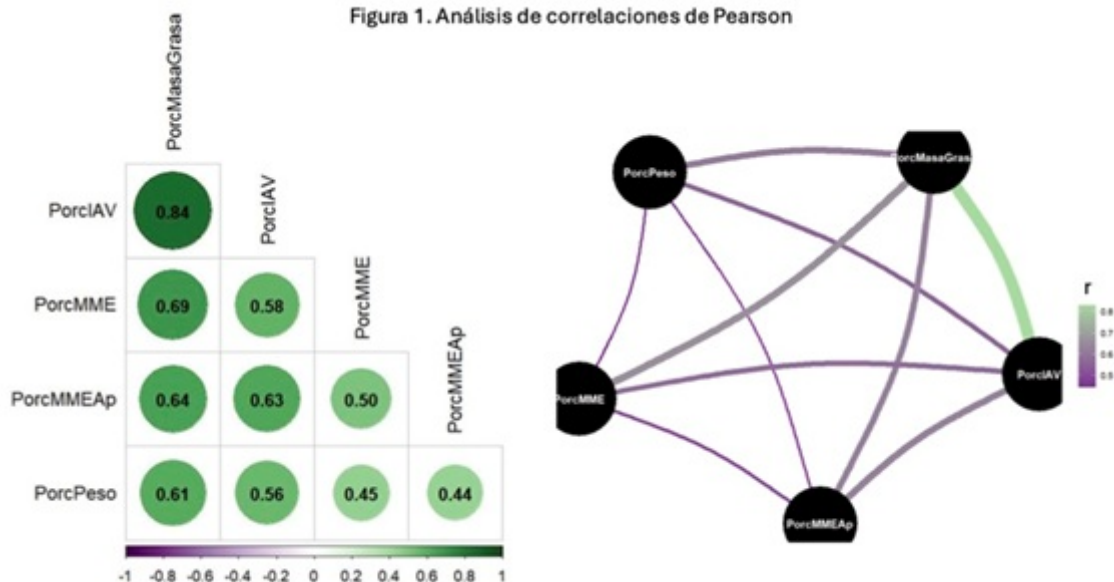 Figura 1. Análisis de correlaciones de Pearson
PorcMasaGrasa
PorcIAV 0.84 PorcIAV
PorcMME 0.69 0.58 PorcMME
PorcMMEAp 0.64 0.63 0.50 PorcMMEAp
PorcPeso 0.61 0.56 0.45 0.44
-1 -0.8 -0.6 -0.4 -0.2 0 0.2 0.4 0.6 0.8 1
PorcPeso
orcMasaGras
PorcIAV
PorcMME
PorcMMEAp
r
0.8
0.7
0.6
0.5